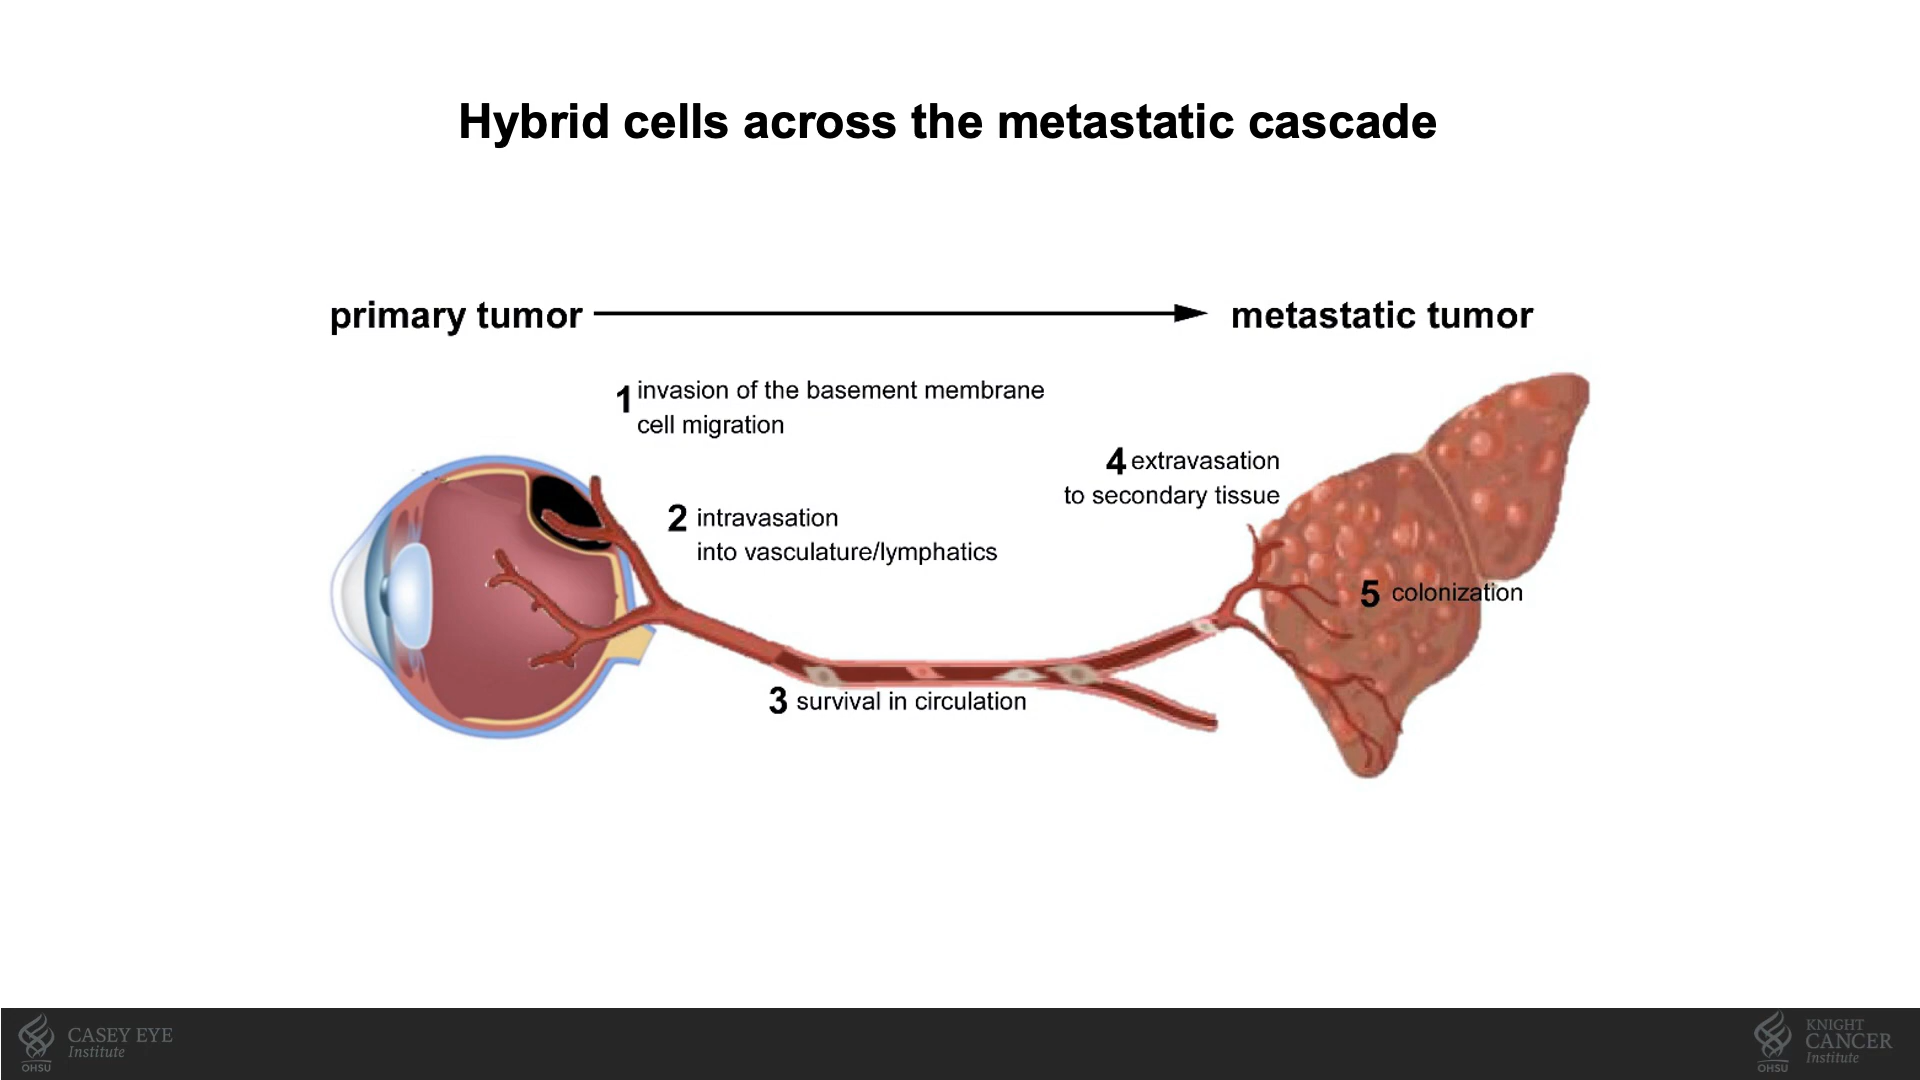 Hybrid cells across the metastatic cascade
primary tumor
metastatic tumor
1 invasion of the basement membrane
cell migration
2 intravasation
into vasculature/lymphatics
3 survival in circulation
4 extravasation
to secondary tissue
5 colonization
CASEY EYE
Institute
OHSU
KNIGHT
CANCER
Institute
OHSU